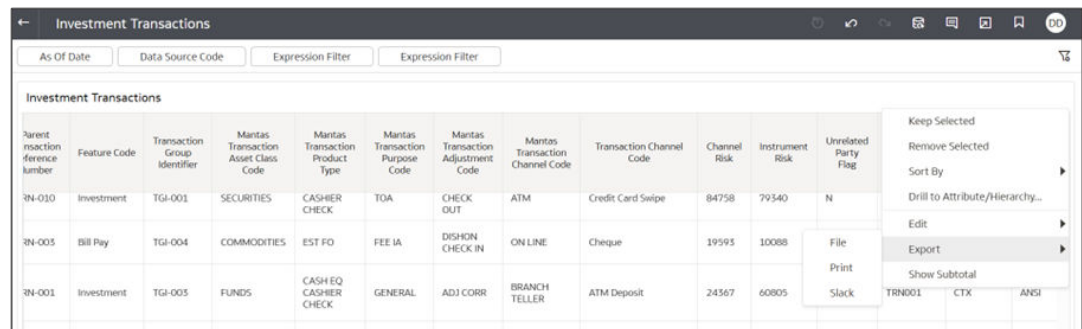 Investment Transactions
DD
As Of Date
Data Source Code
Expression Filter
Expression Filter
Investment Transactions
Parent
nsaction
eference
Number
Feature Code
Transaction
Group
Identifier
Mantas
Transaction
Asset Class
Code
Mantas
Transaction
Product
Type
Mantas
Transaction
Purpose
Code
Mantas
Transaction
Adjustment
Code
Mantas
Transaction
Channel Code
Transaction Channel
Code
Channel
Risk
Instrument
Risk
Unrelated
Party
Flag
RN-010
Investment
TGI-001
SECURITIES
CASHIER
CHECK
TOA
CHECK
OUT
ATM
Credit Card Swipe
84758
79340
N
RN-003
Bill Pay
TGI-004
COMMODITIES
EST FO
FEE IA
DISHON
CHECK IN
ON LINE
Cheque
19593
10088
RN-001
Investment
TGI-003
FUNDS
CASH EQ
CASHIER
CHECK
GENERAL
ADJ CORR
BRANCH
TELLER
ATM Deposit
24367
60805
TRN001
CTX
ANSI
Keep Selected
Remove Selected
Sort By
Drill to Attribute/Hierarchy...
Edit
Export
Show Subtotal
File
Print
Slack